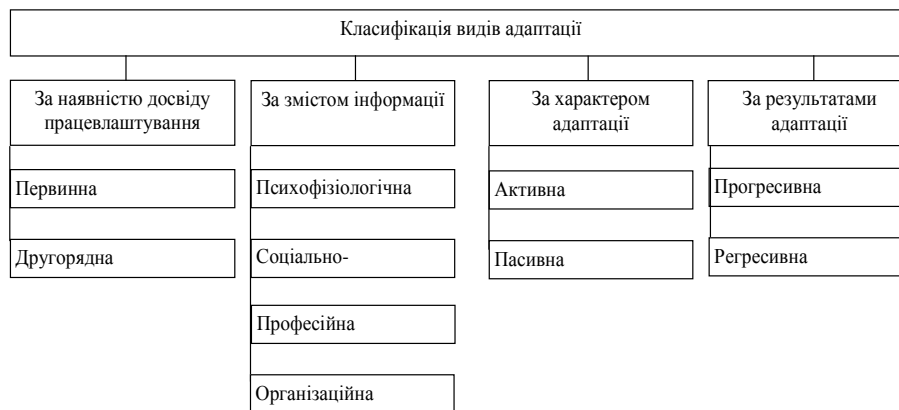 Класифікація видів адаптації
За наявністю досвіду
працевлаштування
Первинна
Другорядна
За змістом інформації
Психофізіологічна
Соціально-
Професійна
Організаційна
За характером
адаптації
Активна
Пасивна
За результатами
адаптації
Прогресивна
Регресивна